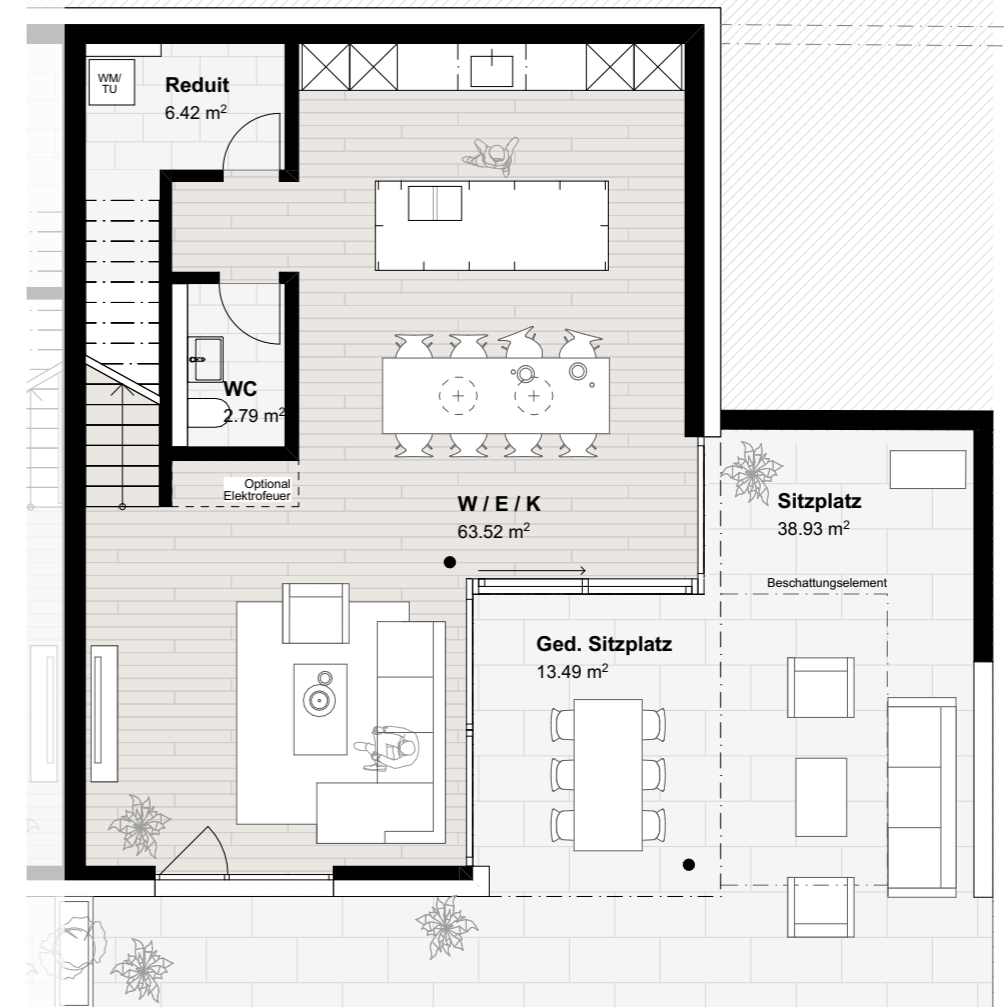 WM/
TU
Reduit
6.42 m²
WC
2.79 m²
Optional
Elektrofeuer
W / E / K
63.52 m²
Sitzplatz
38.93 m²
Beschattungselement
Ged. Sitzplatz
13.49 m²